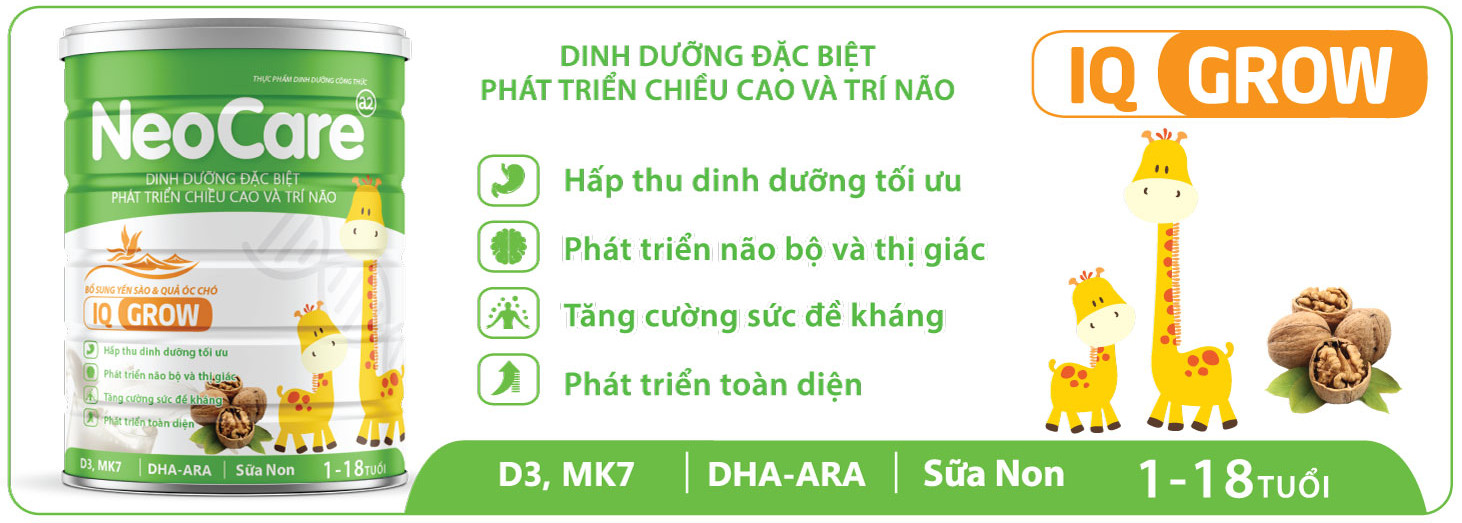 THỰC PHẨM DINH DƯỠNG CÔNG THỨC
NeoCare a2
DINH DƯỠNG ĐẶC BIỆT
PHÁT TRIỂN CHIỀU CAO VÀ TRÍ NÃO
BỔ SUNG YẾN SÀO & QUẢ ÓC CHÓ
IQ GROW
Hấp thu dinh dưỡng tối ưu
Phát triển não bộ và thị giác
Tăng cường sức đề kháng
Phát triển toàn diện
D3, MK7 DHA-ARA Sữa Non 1-18 TUỔI
DINH DƯỠNG ĐẶC BIỆT
PHÁT TRIỂN CHIỀU CAO VÀ TRÍ NÃO
Hấp thu dinh dưỡng tối ưu
Phát triển não bộ và thị giác
Tăng cường sức đề kháng
Phát triển toàn diện
IQ GROW
D3, MK7 DHA-ARA Sữa Non 1-18 TUỔI